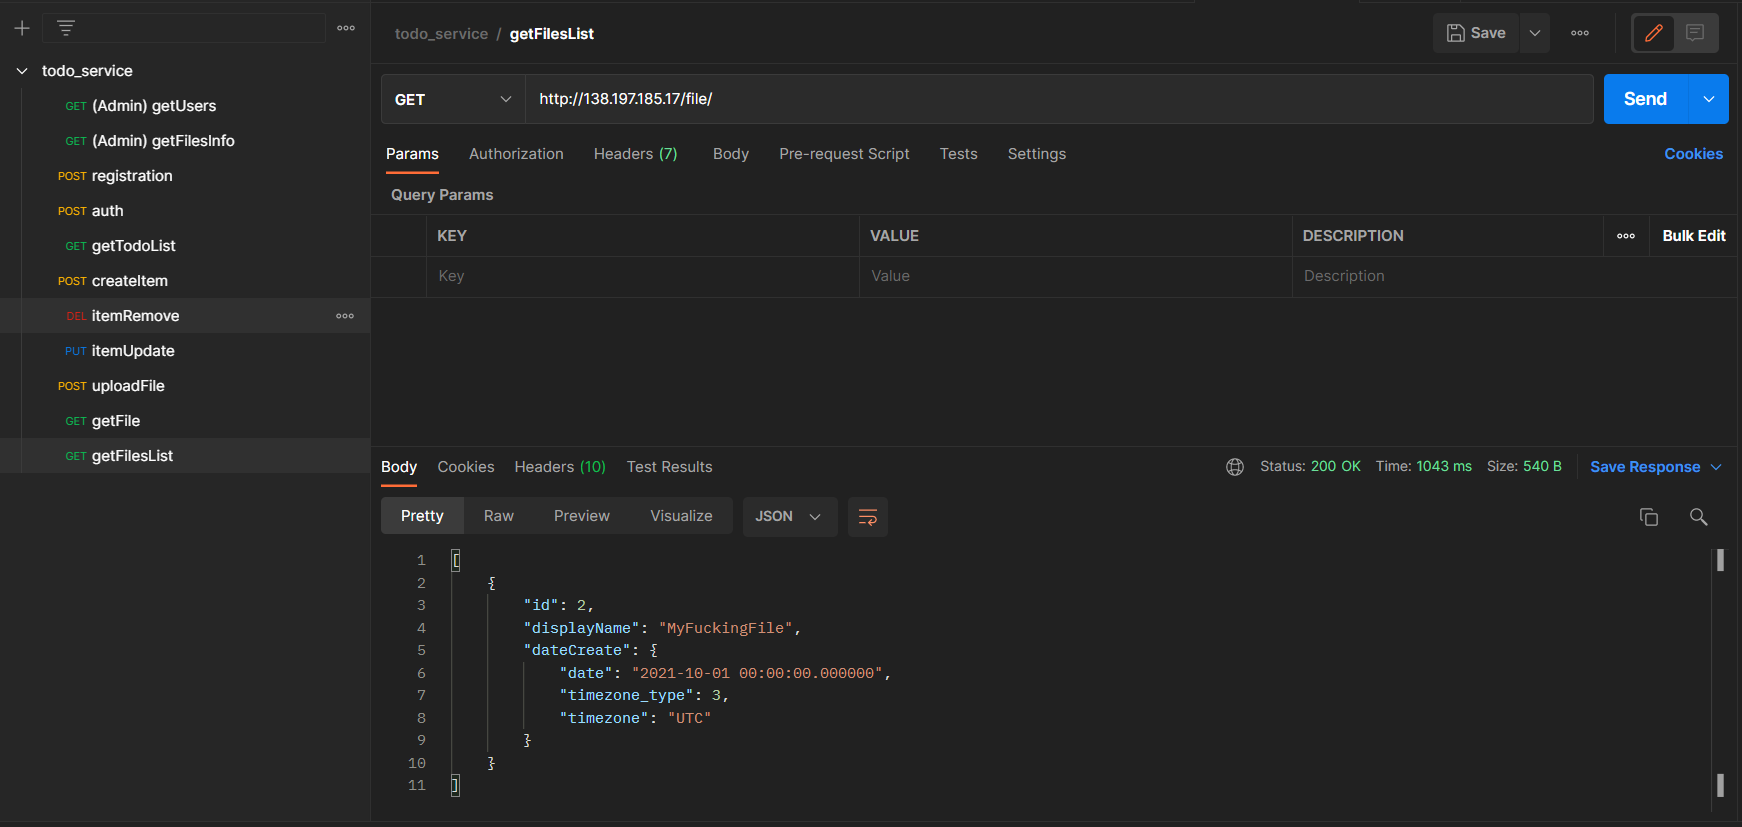 todo_service / getFilesList
Save
todo_service
GET (Admin) getUsers
GET (Admin) getFilesInfo
POST registration
POST auth
GET getTodoList
POST createItem
DEL itemRemove
PUT itemUpdate
POST uploadFile
GET getFile
GET getFilesList
GET http://138.197.185.17/file/ Send
Params Authorization Headers (7) Body Pre-request Script Tests Settings Cookies
Query Params
KEY VALUE DESCRIPTION Bulk Edit
Key Value Description
Body Cookies Headers (10) Test Results Status: 200 OK Time: 1043 ms Size: 540 B Save Response
Pretty Raw Preview Visualize JSON
1 [
2 {
3 "id": 2,
4 "displayName": "MyFuckingFile",
5 "dateCreate": {
6 "date": "2021-10-01 00:00:00.000000",
7 "timezone_type": 3,
8 "timezone": "UTC"
9 }
10 }
11 ]